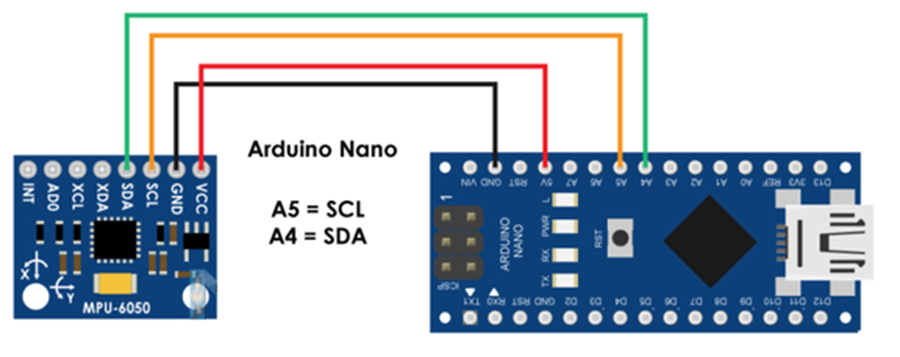 Arduino Nano
A5 = SCL
A4 = SDA
INT AD0 XCL XDA SDA SCL GND VCC
X
Y
MPU-6050
VIN GND RST 5V A7 A6 A5 A4 A3 A2 A1 A0 REF 3V3 D13
1
L
PWR
RX
TX
RST
ARDUINO
NANO
ICSP
TX1 RX0 RST GND D2 D3 D4 D5 D6 D7 D8 D9 D10 D11 D12